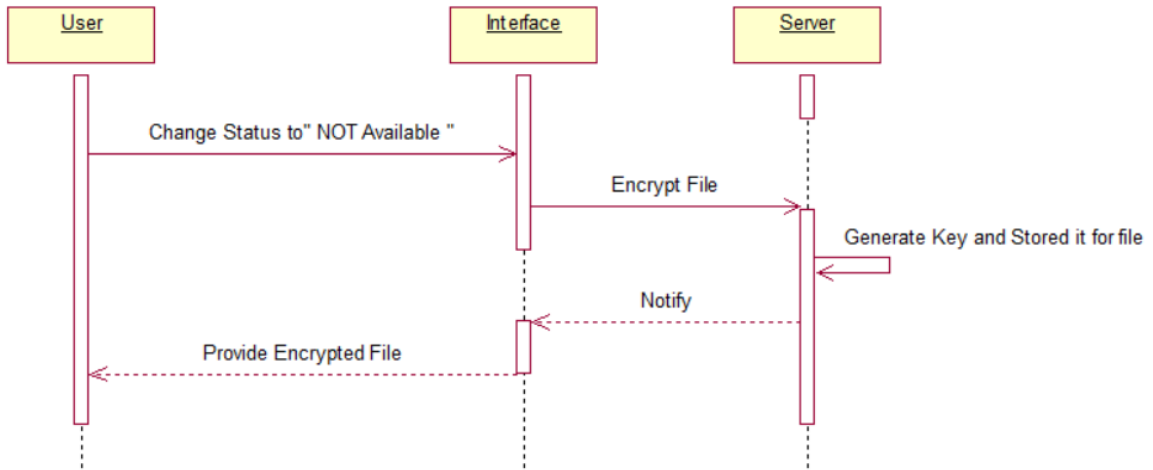 User
Interface
Server
Change Status to" NOT Available "
Encrypt File
Generate Key and Stored it for file
Notify
Provide Encrypted File